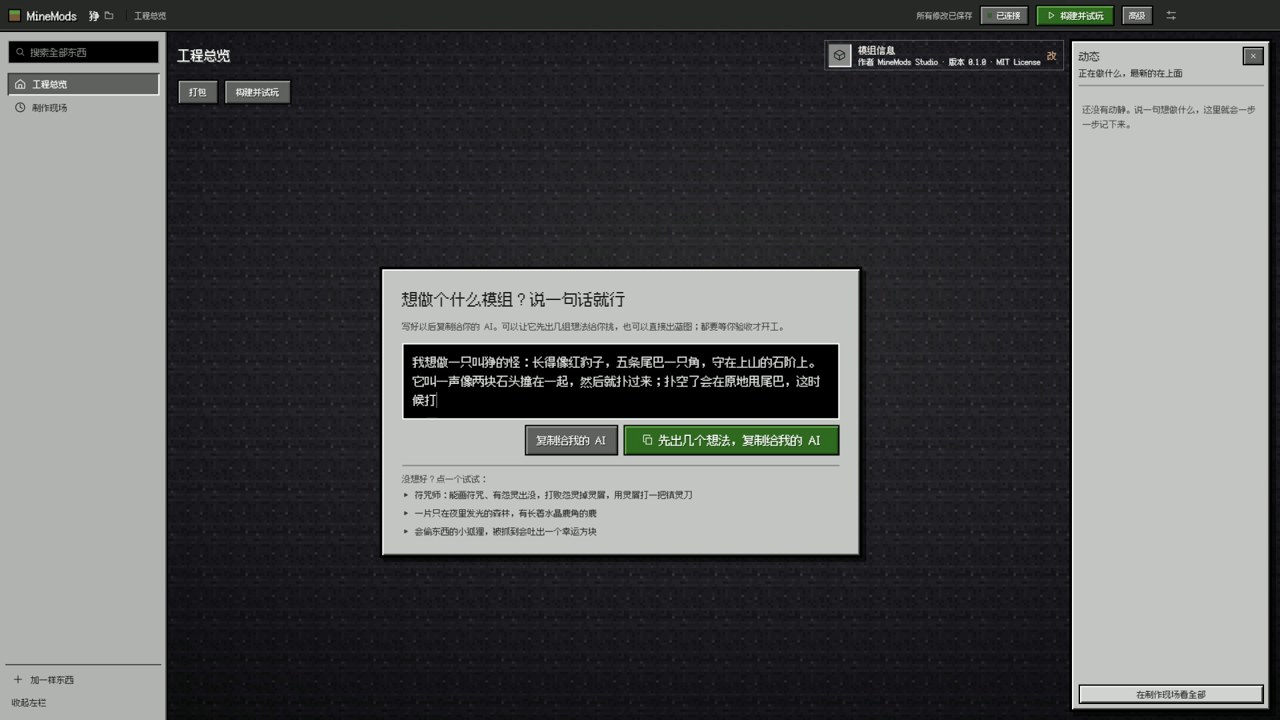 MineMods 狰 工程总览
所有修改已保存 已连接 构建并试玩 高级
搜索全部东西
工程总览
制作现场
工程总览
打包 构建并试玩
模组信息
作者 MineMods Studio · 版本 0.1.0 · MIT License 改
想做个什么模组？说一句话就行
写好以后复制给你的 AI。可以让它先出几组想法给你挑，也可以直接出蓝图；都要等你验收才开工。
我想做一只叫狰的怪：长得像红豹子，五条尾巴一只角，守在上山的石阶上。
它叫一声像两块石头撞在一起，然后就扑过来；扑空了会在原地甩尾巴，这时
候打
复制给我的 AI 先出几个想法，复制给我的 AI
没想好？点一个试试：
符咒师：能画符咒、有怨灵出没，打败怨灵掉灵屑，用灵屑打一把镇灵刀
一片只在夜里发光的森林，有长着水晶鹿角的鹿
会偷东西的小狐狸，被抓到会吐出一个幸运方块
动态
正在做什么，最新的在上面
还没有动静。说一句想做什么，这里就会一步
一步记下来。
在制作现场看全部
加一样东西
收起左栏